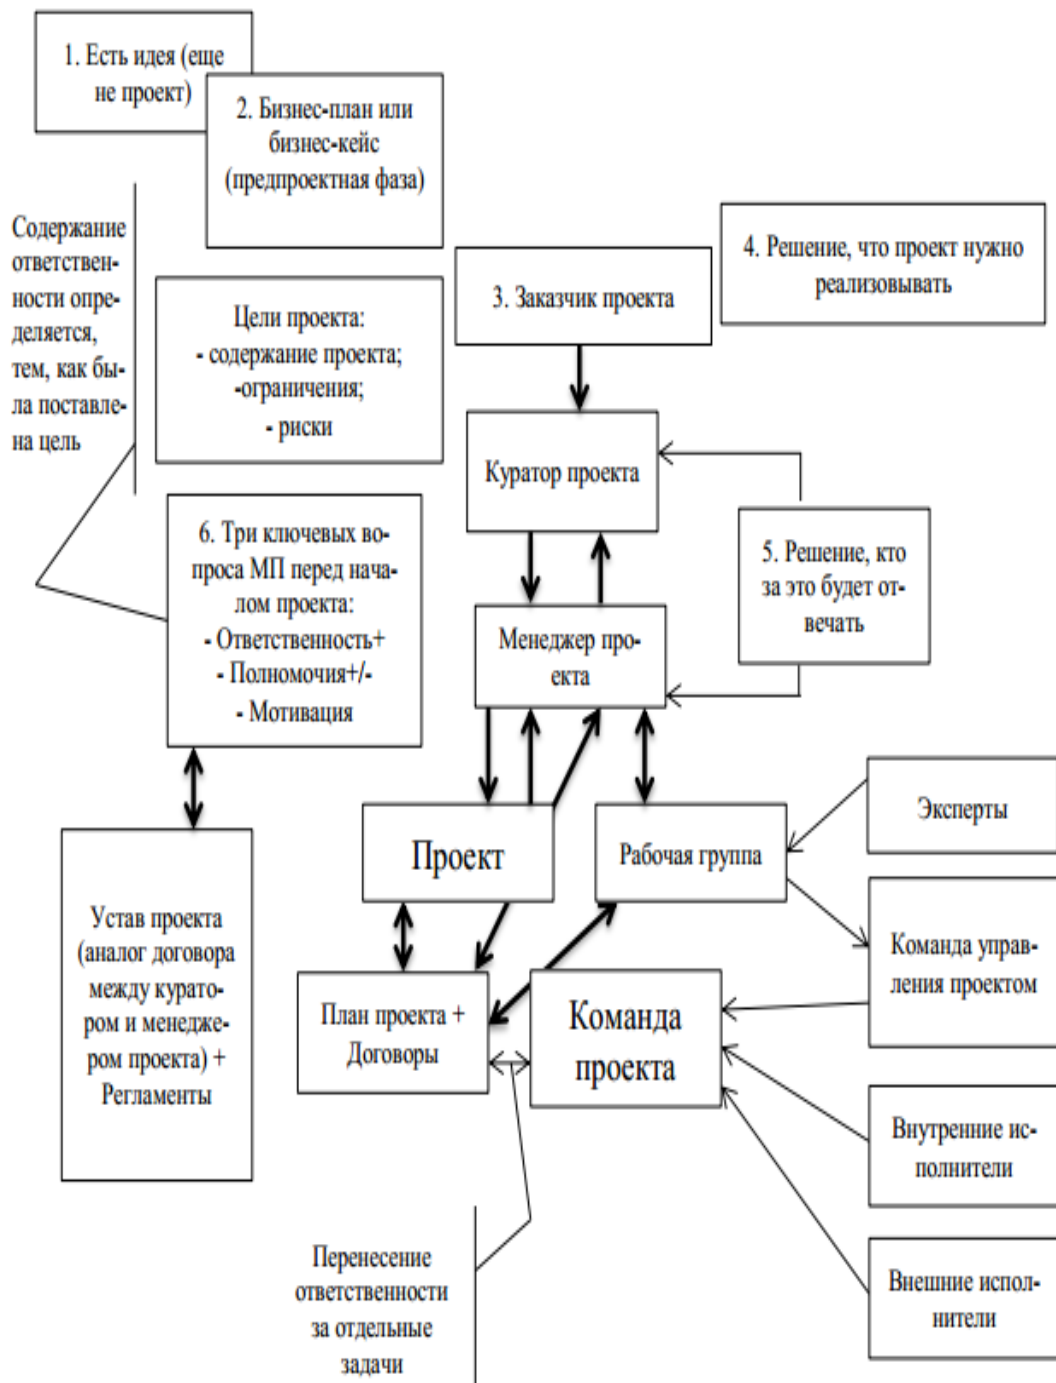 1. Есть идея (еще
не проект)
2. Бизнес-план или
бизнес-кейс
(предпроектная фаза)
Содержание
ответствен-
ности опре-
деляется,
тем, как бы-
ла поставле-
на цель
4. Решение, что проект нужно
реализовывать
3. Заказчик проекта
Цели проекта:
- содержание проекта;
-ограничения;
- риски
Куратор проекта
6. Три ключевых во-
проса МП перед нача-
лом проекта:
- Ответственность+
- Полномочия+/-
- Мотивация
5. Решение, кто
за это будет от-
вечать
Менеджер про-
екта
Проект
Рабочая группа
Эксперты
Устав проекта
(аналог договора
между курато-
ром и менедже-
ром проекта) +
Регламенты
План проекта +
Договоры
Команда
проекта
Команда управ-
ления проектом
Внутренние ис-
полнители
Внешние испол-
нители
Перенесение
ответственности
за отдельные
задачи